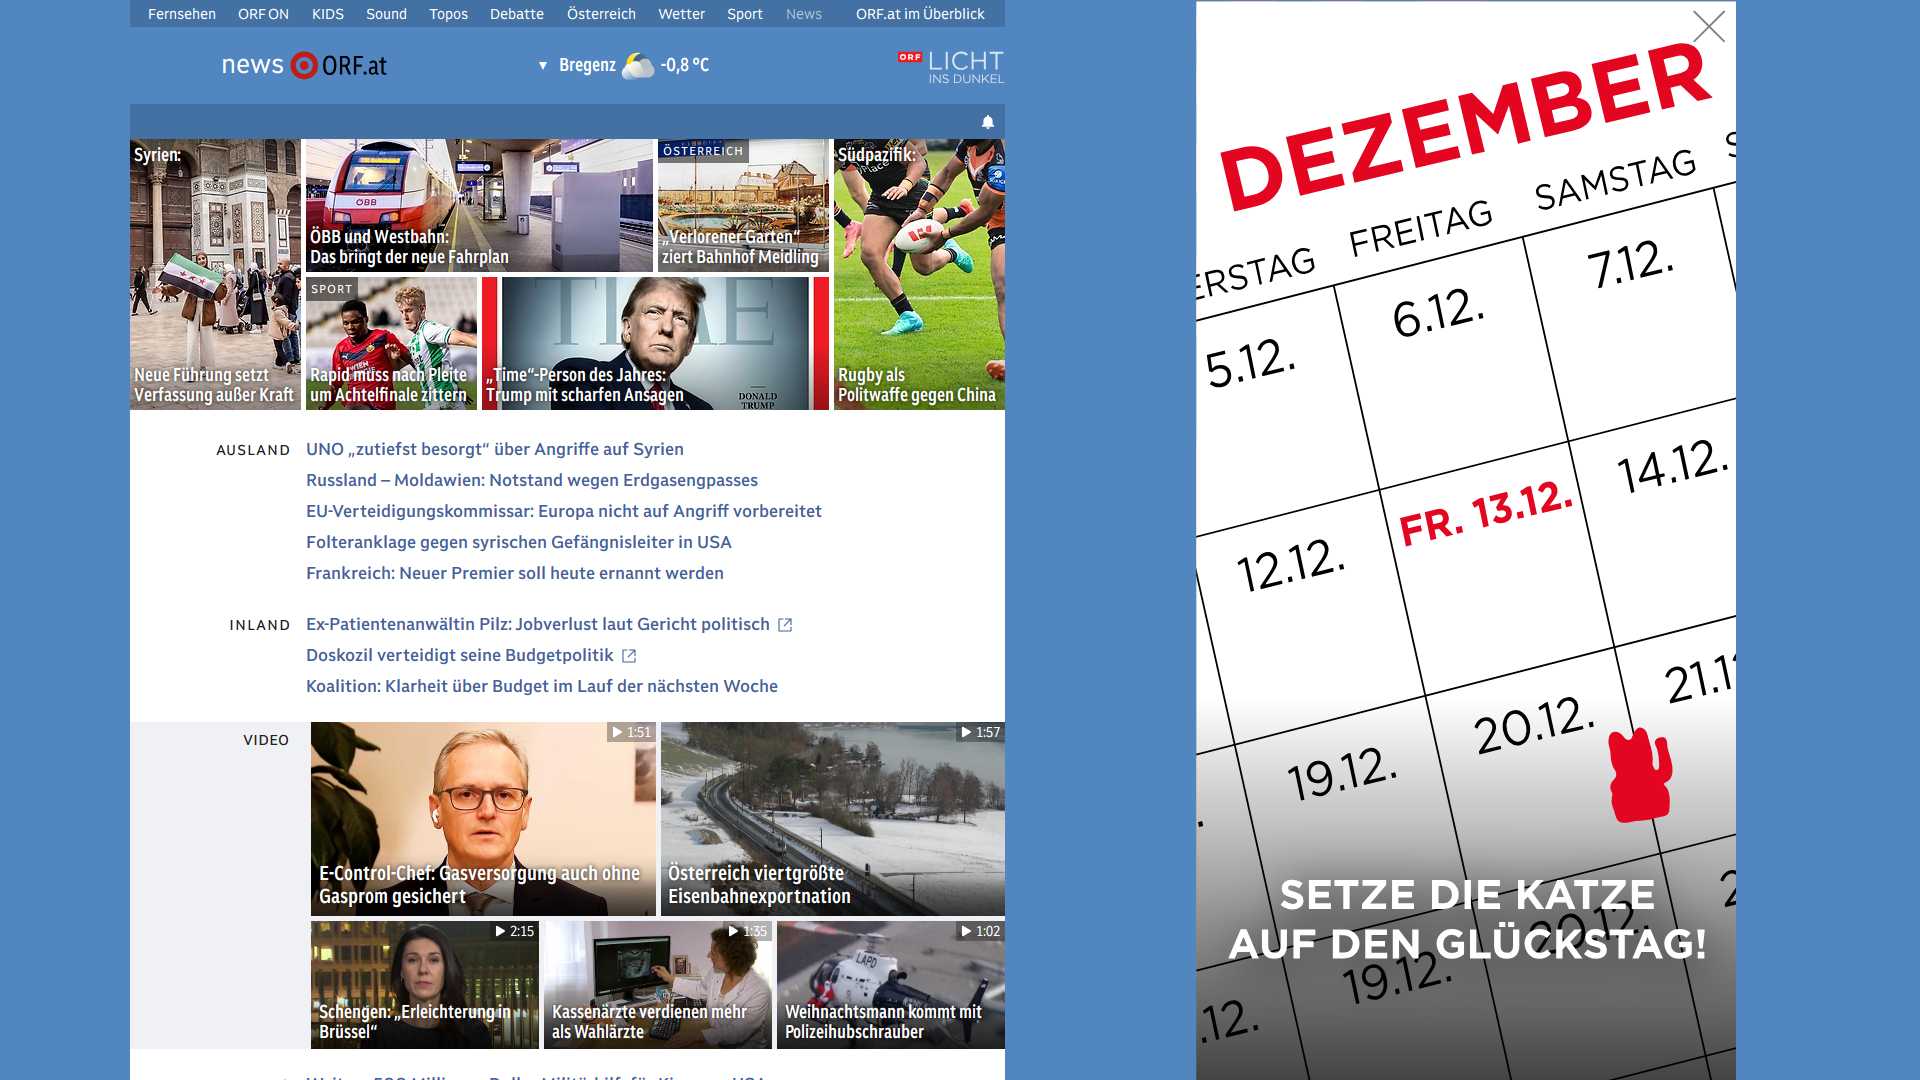 Fernsehen ORF ON KIDS Sound Topos Debatte Österreich Wetter Sport News ORF.at im Überblick
news ORF.at
Bregenz -0,8 °C
ORF LICHT
INS DUNKEL
Syrien:
Neue Führung setzt
Verfassung außer Kraft
ÖBB
ÖBB und Westbahn:
Das bringt der neue Fahrplan
ÖSTERREICH
„Verlorener Garten“
ziert Bahnhof Meidling
SPORT
Rapid muss nach Pleite
um Achtelfinale zittern
TIME
DONALD
TRUMP
„Time“-Person des Jahres:
Trump mit scharfen Ansagen
Südpazifik:
Rugby als
Politwaffe gegen China
AUSLAND
UNO „zutiefst besorgt“ über Angriffe auf Syrien
Russland – Moldawien: Notstand wegen Erdgasengpasses
EU-Verteidigungskommissar: Europa nicht auf Angriff vorbereitet
Folteranklage gegen syrischen Gefängnisleiter in USA
Frankreich: Neuer Premier soll heute ernannt werden
INLAND
Ex-Patientenanwältin Pilz: Jobverlust laut Gericht politisch
Doskozil verteidigt seine Budgetpolitik
Koalition: Klarheit über Budget im Lauf der nächsten Woche
VIDEO
1:51
E-Control-Chef: Gasversorgung auch ohne
Gasprom gesichert
1:57
Österreich viertgrößte
Eisenbahnexportnation
2:15
Schengen: „Erleichterung in
Brüssel“
1:35
Kassenärzte verdienen mehr
als Wahlärzte
1:02
LAPD
Weihnachtsmann kommt mit
Polizeihubschrauber
DEZEMBER
ERSTAG FREITAG SAMSTAG S
5.12. 6.12. 7.12.
12.12. FR. 13.12. 14.12.
19.12. 20.12. 21.12
SETZE DIE KATZE
AUF DEN GLÜCKSTAG!
.12. 19.12. 20.12. 2